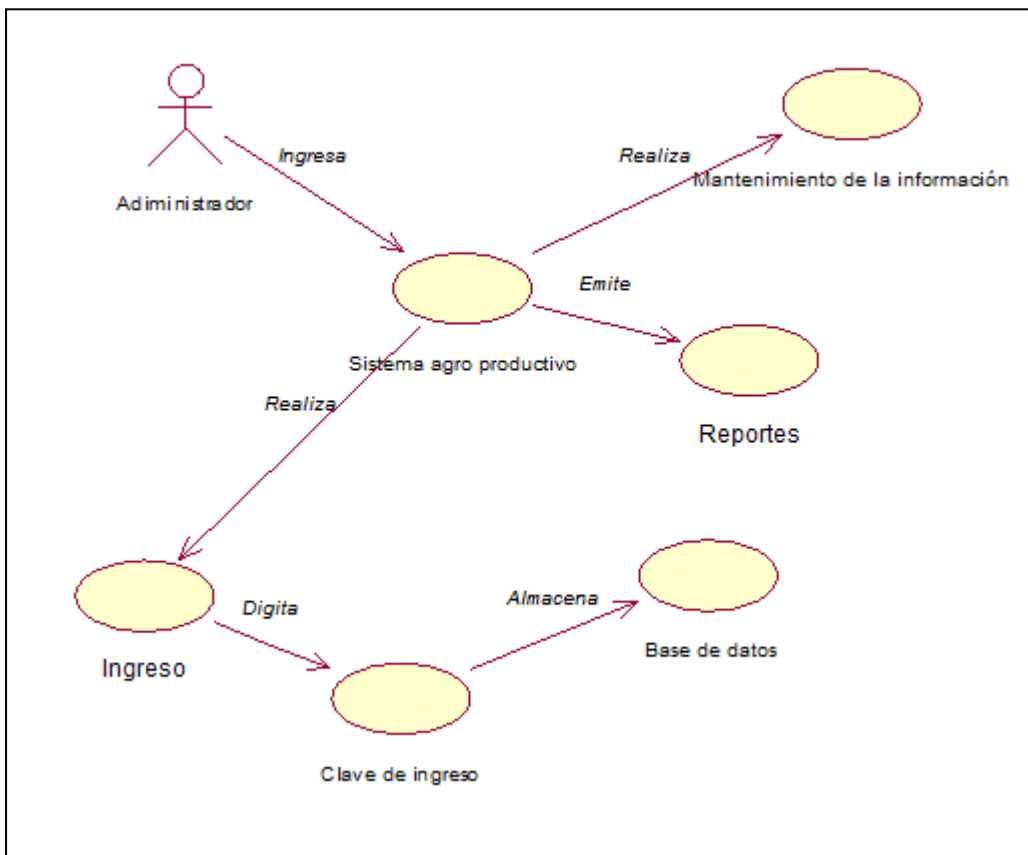 Ingresa
Realiza
Mantenimiento de la información
Adiministrador
Emite
Sistema agro productivo
Realiza
Reportes
Digita
Almacena
Base de datos
Ingreso
Clave de ingreso